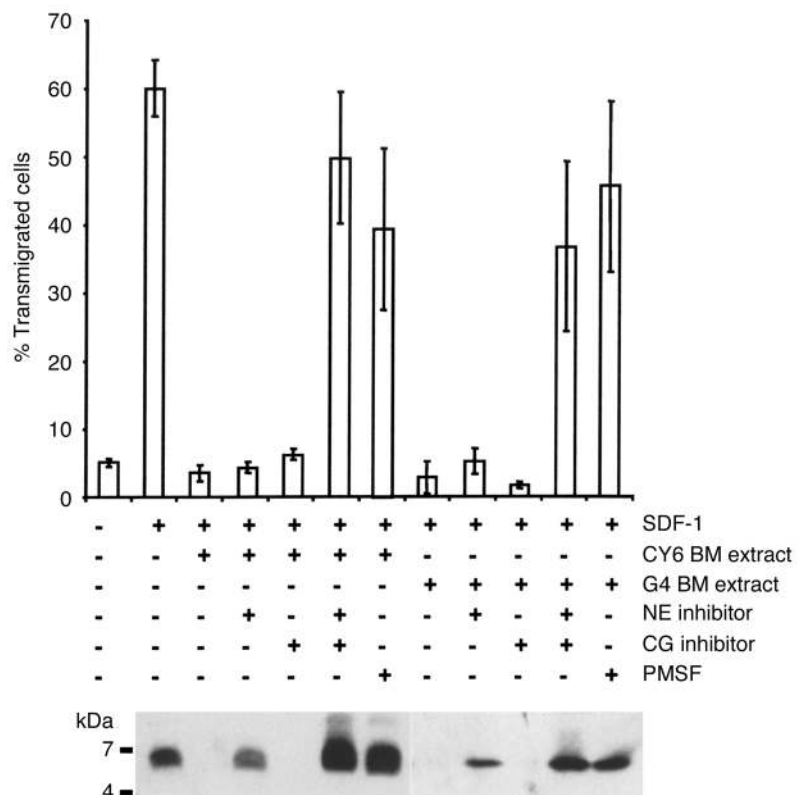 70
60
50
40
30
20
10
0
% Transmigrated cells
- + + + + + + + + + + + SDF-1
- - + + + + + - - - - - CY6 BM extract
- - - - - - - + + + + + G4 BM extract
- - - + - + - - + - + - NE inhibitor
- - - - + + - - - + + - CG inhibitor
- - - - - - + - - - - + PMSF
kDa
7
4